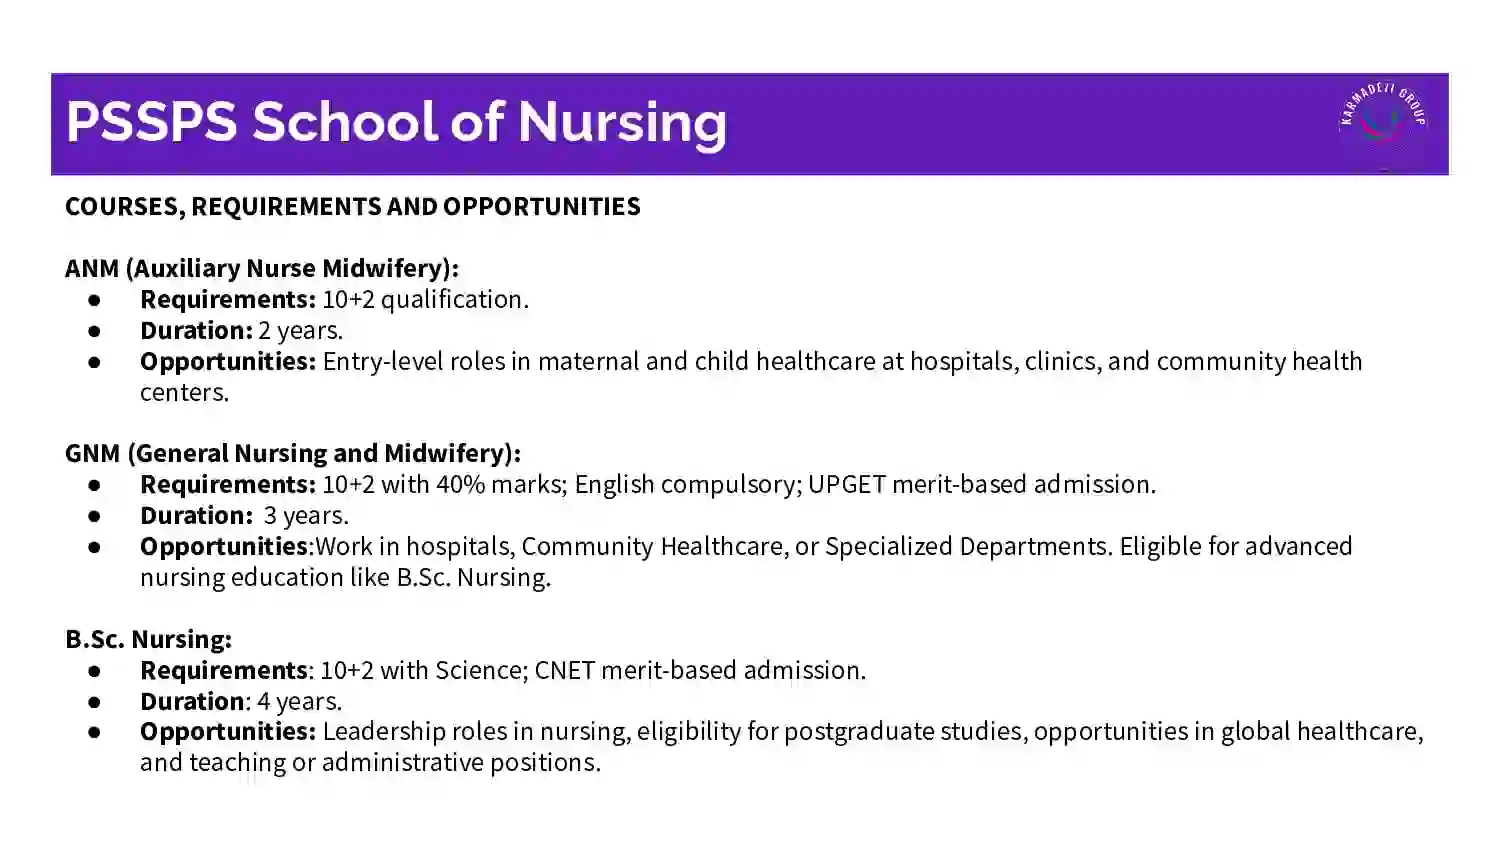 PSSPS School of Nursing
KARMADEZI GROUP
COURSES, REQUIREMENTS AND OPPORTUNITIES
ANM (Auxiliary Nurse Midwifery):
● Requirements: 10+2 qualification.
● Duration: 2 years.
● Opportunities: Entry-level roles in maternal and child healthcare at hospitals, clinics, and community health
centers.
GNM (General Nursing and Midwifery):
● Requirements: 10+2 with 40% marks; English compulsory; UPGET merit-based admission.
● Duration: 3 years.
● Opportunities:Work in hospitals, Community Healthcare, or Specialized Departments. Eligible for advanced
nursing education like B.Sc. Nursing.
B.Sc. Nursing:
● Requirements: 10+2 with Science; CNET merit-based admission.
● Duration: 4 years.
● Opportunities: Leadership roles in nursing, eligibility for postgraduate studies, opportunities in global healthcare,
and teaching or administrative positions.